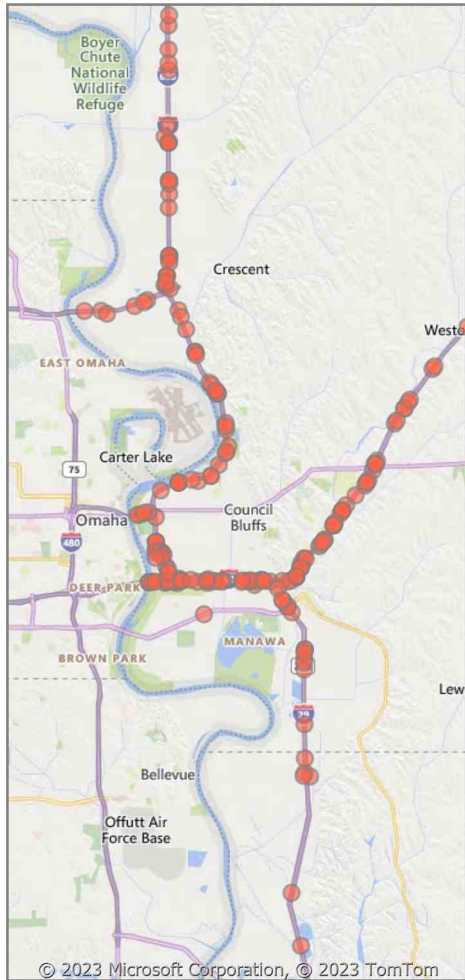 Boyer
Chute
National
Wildlife
Refuge
Crescent
Westo
EAST OMAHA
Carter Lake
75
Omaha
Council
Bluffs
480
DEER PARK
MANAWA
BROWN PARK
Lew
29
Bellevue
Offutt Air
Force Base
© 2023 Microsoft Corporation, © 2023 TomTom